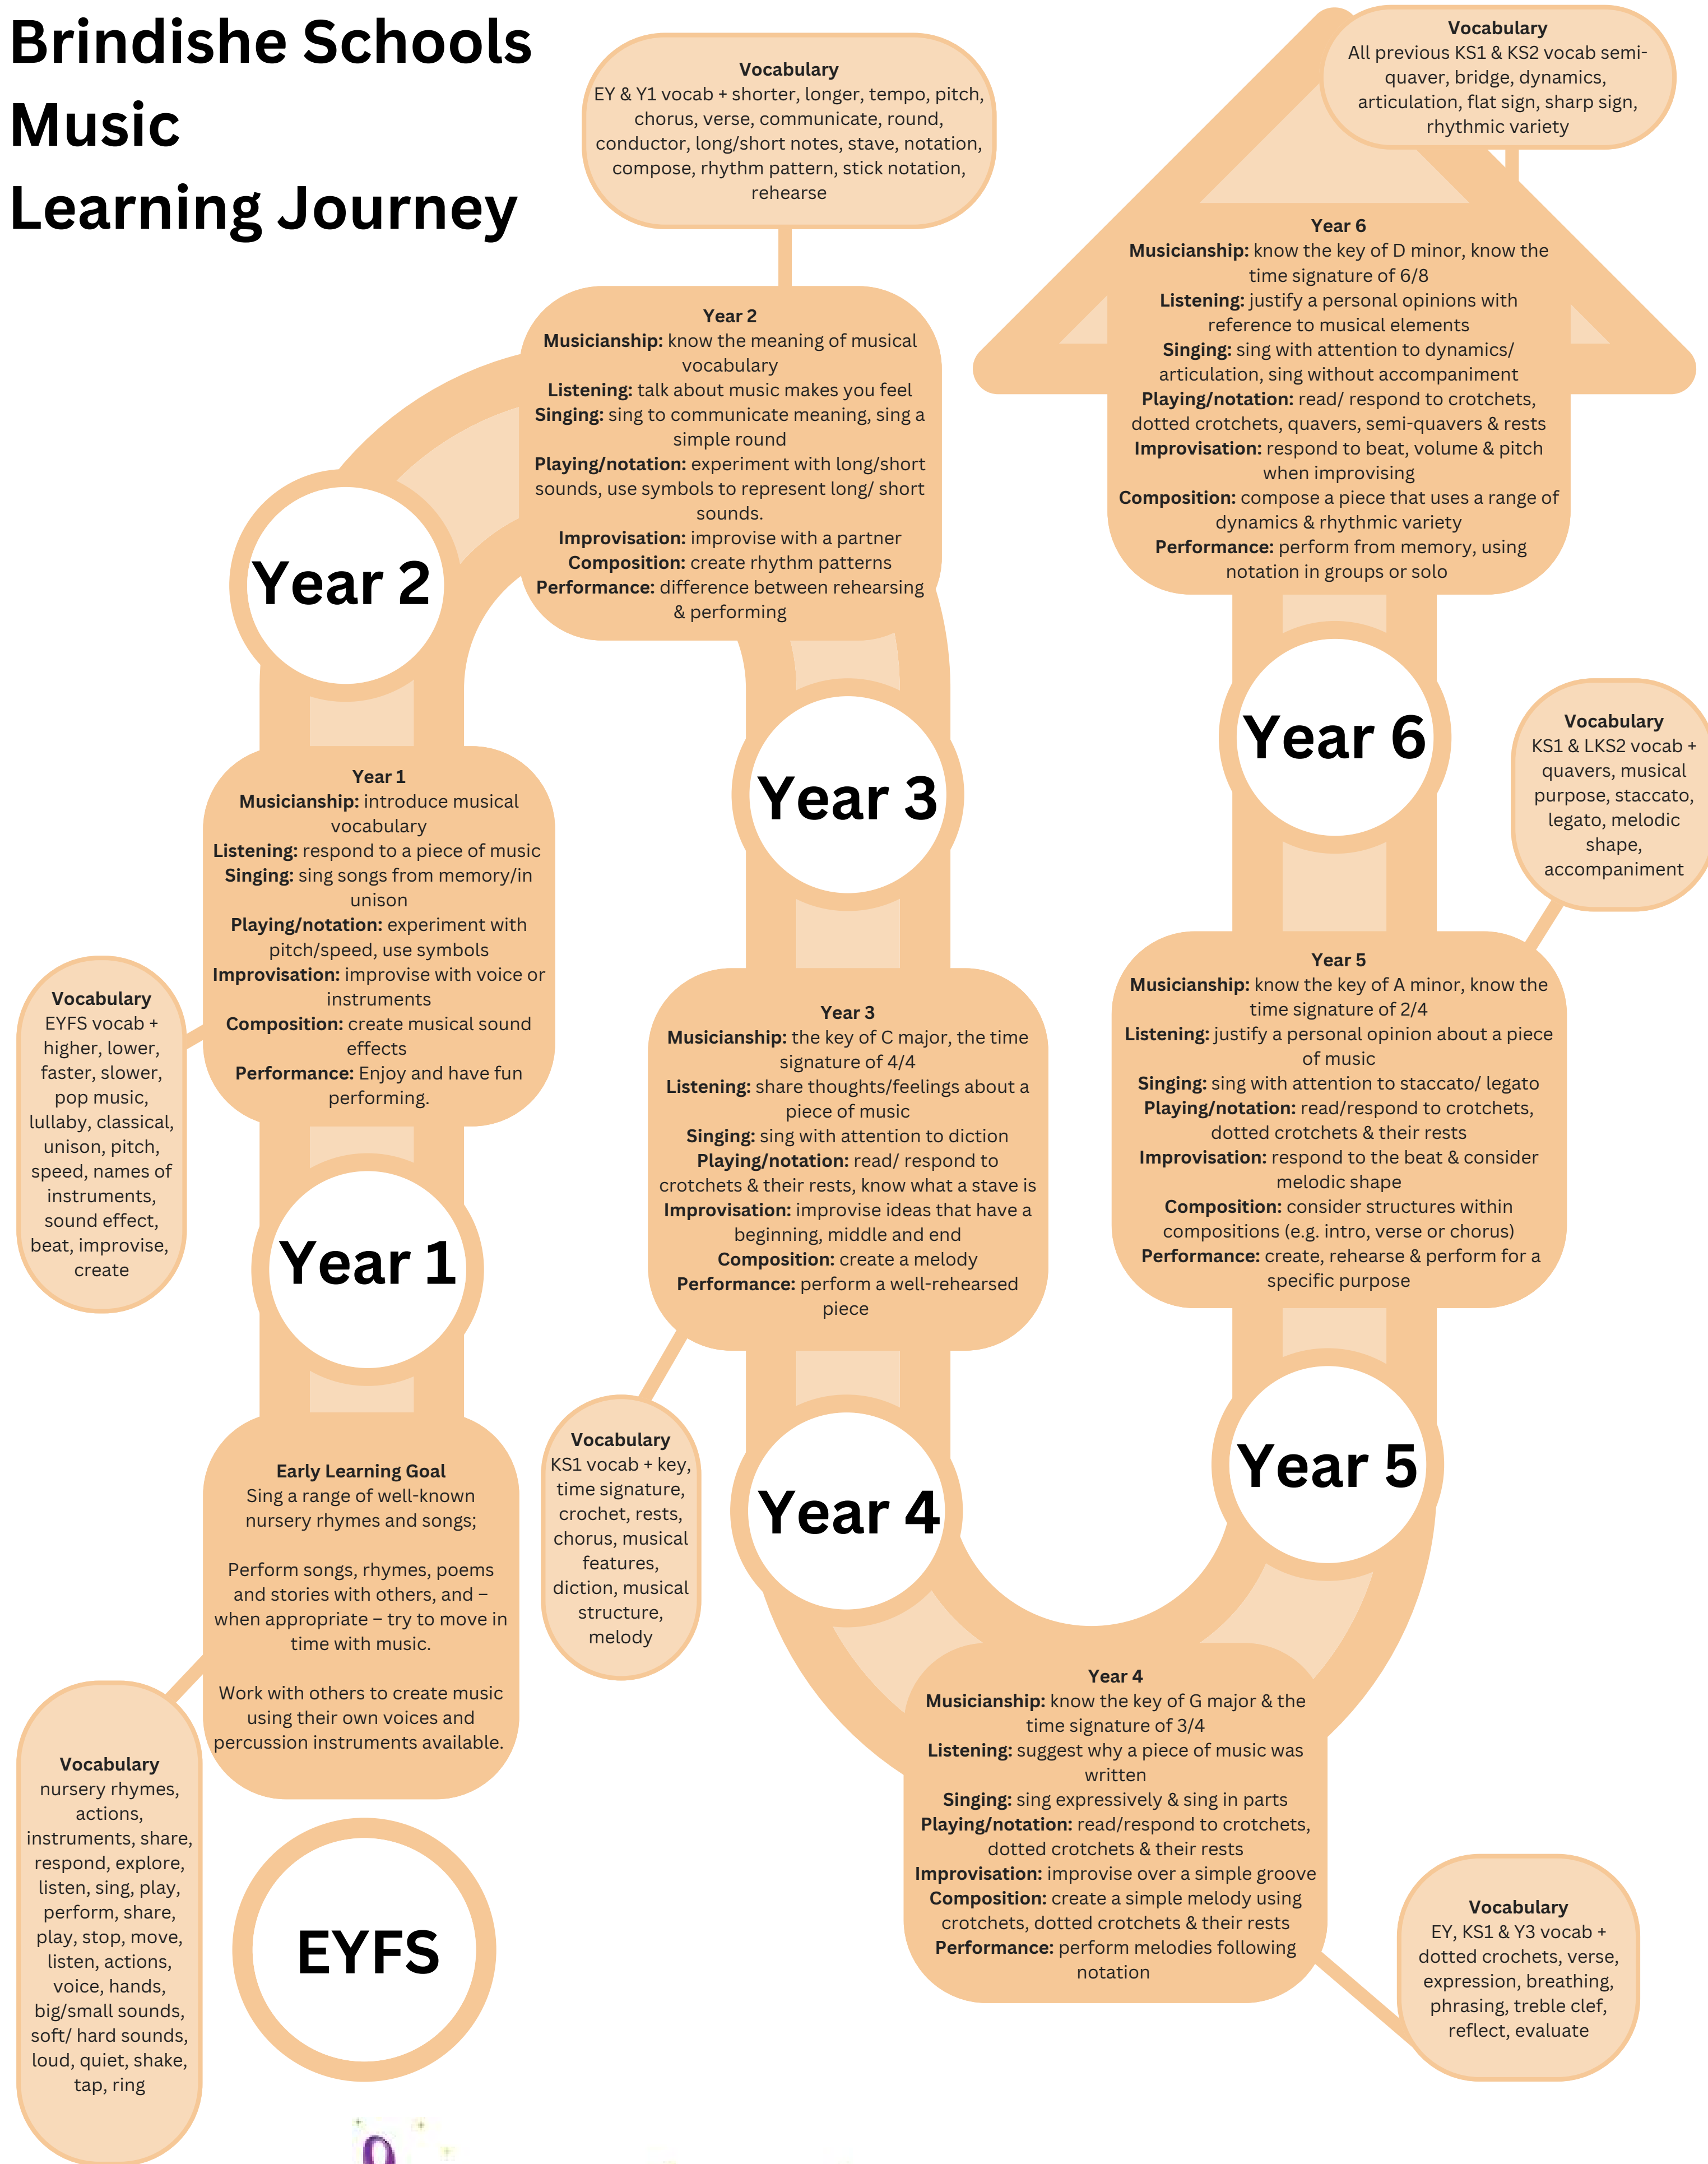 Brindishe Schools
Music
Learning Journey
Vocabulary
EY & Y1 vocab + shorter, longer, tempo, pitch,
chorus, verse, communicate, round,
conductor, long/short notes, stave, notation,
compose, rhythm pattern, stick notation,
rehearse
Vocabulary
All previous KS1 & KS2 vocab semi-
quaver, bridge, dynamics,
articulation, flat sign, sharp sign,
rhythmic variety
Year 6
Musicianship: know the key of D minor, know the
time signature of 6/8
Listening: justify a personal opinions with
reference to musical elements
Singing: sing with attention to dynamics/
articulation, sing without accompaniment
Playing/notation: read/ respond to crotchets,
dotted crotchets, quavers, semi-quavers & rests
Improvisation: respond to beat, volume & pitch
when improvising
Composition: compose a piece that uses a range of
dynamics & rhythmic variety
Performance: perform from memory, using
notation in groups or solo
Year 2
Musicianship: know the meaning of musical
vocabulary
Listening: talk about music makes you feel
Singing: sing to communicate meaning, sing a
simple round
Playing/notation: experiment with long/short
sounds, use symbols to represent long/ short
sounds.
Improvisation: improvise with a partner
Composition: create rhythm patterns
Performance: difference between rehearsing
& performing
Year 2
Year 3
Year 6
Vocabulary
KS1 & LKS2 vocab +
quavers, musical
purpose, staccato,
legato, melodic
shape,
accompaniment
Year 1
Musicianship: introduce musical
vocabulary
Listening: respond to a piece of music
Singing: sing songs from memory/in
unison
Playing/notation: experiment with
pitch/speed, use symbols
Improvisation: improvise with voice or
instruments
Composition: create musical sound
effects
Performance: Enjoy and have fun
performing.
Vocabulary
EYFS vocab +
higher, lower,
faster, slower,
pop music,
lullaby, classical,
unison, pitch,
speed, names of
instruments,
sound effect,
beat, improvise,
create
Year 3
Musicianship: the key of C major, the time
signature of 4/4
Listening: share thoughts/feelings about a
piece of music
Singing: sing with attention to diction
Playing/notation: read/ respond to
crotchets & their rests, know what a stave is
Improvisation: improvise ideas that have a
beginning, middle and end
Composition: create a melody
Performance: perform a well-rehearsed
piece
Year 5
Musicianship: know the key of A minor, know the
time signature of 2/4
Listening: justify a personal opinion about a piece
of music
Singing: sing with attention to staccato/ legato
Playing/notation: read/respond to crotchets,
dotted crotchets & their rests
Improvisation: respond to the beat & consider
melodic shape
Composition: consider structures within
compositions (e.g. intro, verse or chorus)
Performance: create, rehearse & perform for a
specific purpose
Year 1
Early Learning Goal
Sing a range of well-known
nursery rhymes and songs;
Perform songs, rhymes, poems
and stories with others, and –
when appropriate – try to move in
time with music.
Work with others to create music
using their own voices and
percussion instruments available.
Vocabulary
KS1 vocab + key,
time signature,
crochet, rests,
chorus, musical
features,
diction, musical
structure,
melody
Year 4
Year 5
Year 4
Musicianship: know the key of G major & the
time signature of 3/4
Listening: suggest why a piece of music was
written
Singing: sing expressively & sing in parts
Playing/notation: read/respond to crotchets,
dotted crotchets & their rests
Improvisation: improvise over a simple groove
Composition: create a simple melody using
crotchets, dotted crotchets & their rests
Performance: perform melodies following
notation
Vocabulary
EY, KS1 & Y3 vocab +
dotted crochets, verse,
expression, breathing,
phrasing, treble clef,
reflect, evaluate
Vocabulary
nursery rhymes,
actions,
instruments, share,
respond, explore,
listen, sing, play,
perform, share,
play, stop, move,
listen, actions,
voice, hands,
big/small sounds,
soft/ hard sounds,
loud, quiet, shake,
tap, ring
EYFS